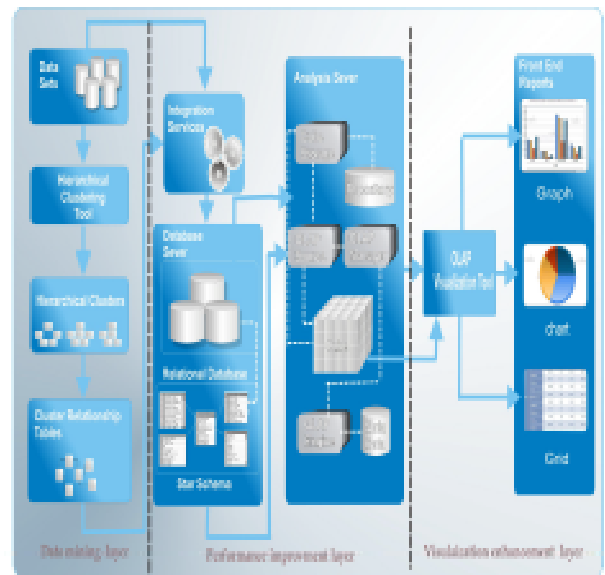 Data
Sets
Hierarchical
Clustering
Tool
Hierarchical Clusters
Cluster Relationship
Tables
Integration
Services
Database
Sever
Relational Database
Star Schema
Analysis Sever
OLAP
Visualization Tool
Front End
Reports
Graph
chart
Grid
Datamining layer
Performance improvement layer
Visualization enhancement layer